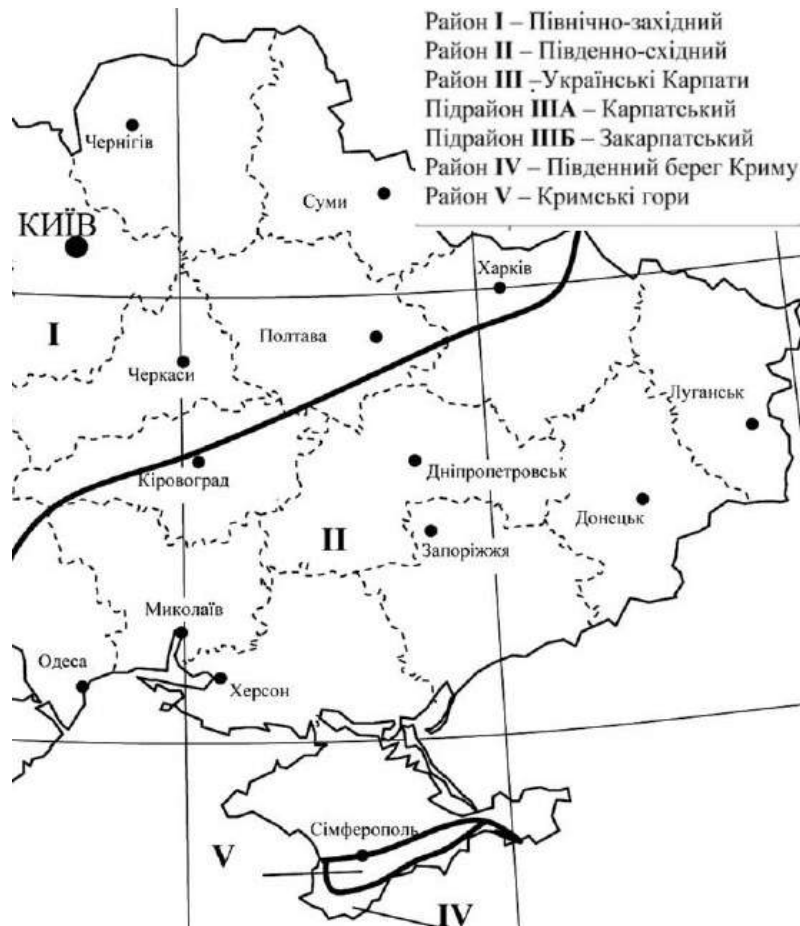 Район I – Північно-західний
Район II – Південно-східний
Район III –Українські Карпати
Підрайон IIIА – Карпатський
Підрайон IIIБ – Закарпатський
Район IV – Південний берег Криму
Район V – Кримські гори
Чернігів
Суми
КИЇВ
Харків
I
Полтава
Черкаси
Луганськ
Кіровоград
Дніпропетровськ
Донецьк
II
Запоріжжя
Миколаїв
Одеса
Херсон
Сімферополь
V
IV